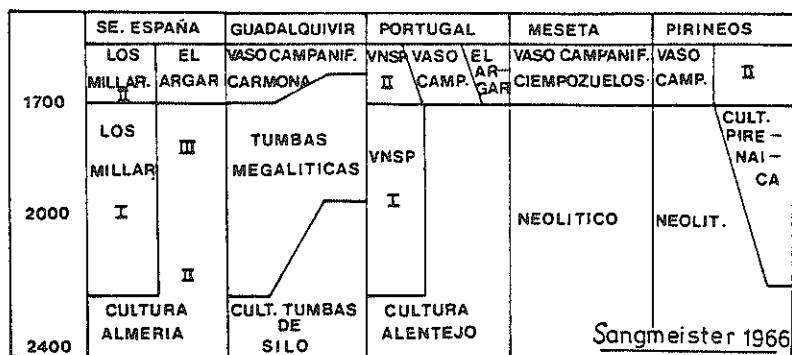 SE. ESPAÑA GUADALQUIVIR PORTUGAL MESETA PIRINEOS
LOS EL VASO CAMPANIF. VNSP VASO EL VASO CAMPANIF. VASO II
MILLAR. ARGAR CARMONA II CAMP. AR- CIEMPOZUELOS. CAMP.
II GAR
1700
LOS III TUMBAS VNSP CULT.
MILLAR MEGALITICAS I PIRE-
I NAI-
CA
2000 NEOLITICO NEOLIT.
II
CULTURA CULT. TUMBAS CULTURA
ALMERIA DE ALENTEJO
2400 SILO Sangmeister 1966